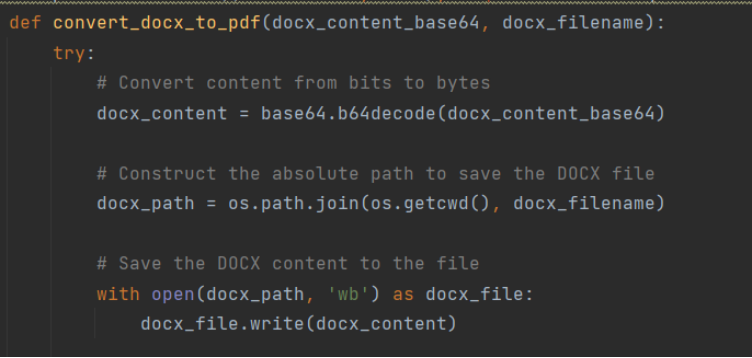 def convert_docx_to_pdf(docx_content_base64, docx_filename):
    try:
        # Convert content from bits to bytes
        docx_content = base64.b64decode(docx_content_base64)

        # Construct the absolute path to save the DOCX file
        docx_path = os.path.join(os.getcwd(), docx_filename)

        # Save the DOCX content to the file
        with open(docx_path, 'wb') as docx_file:
            docx_file.write(docx_content)